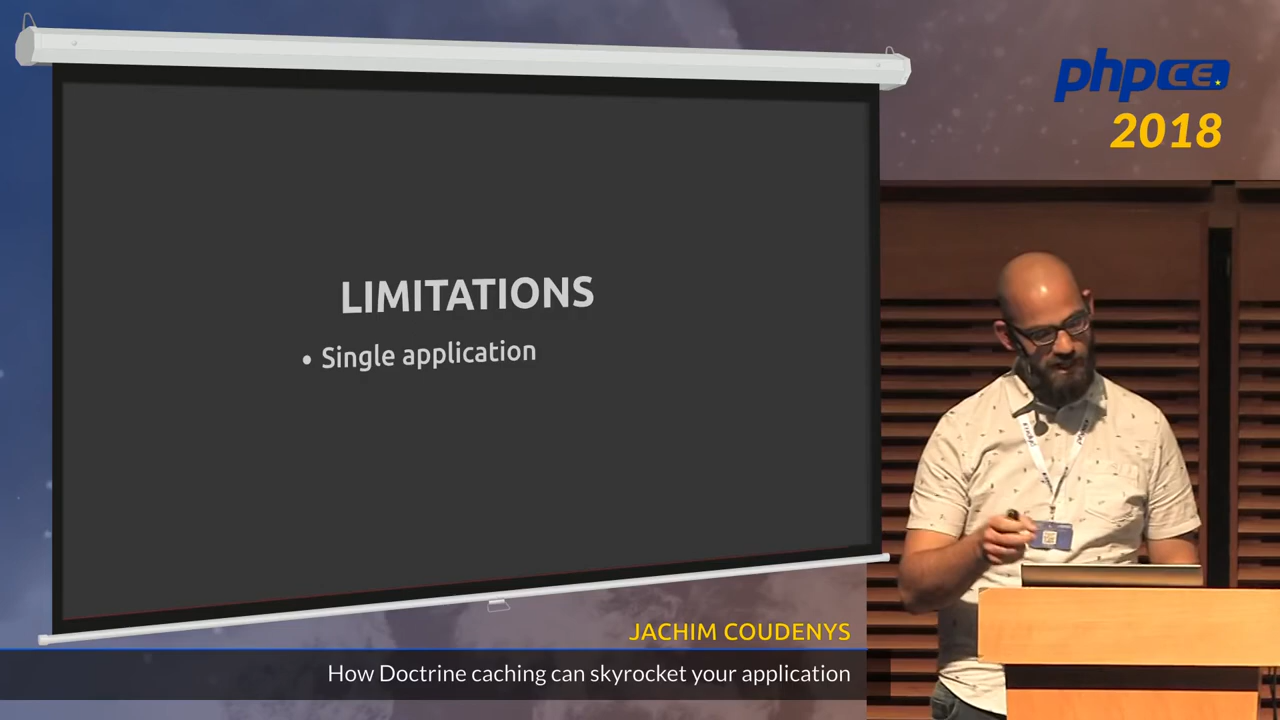 phpce
2018
LIMITATIONS
• Single application
JACHIM COUDENYS
How Doctrine caching can skyrocket your application